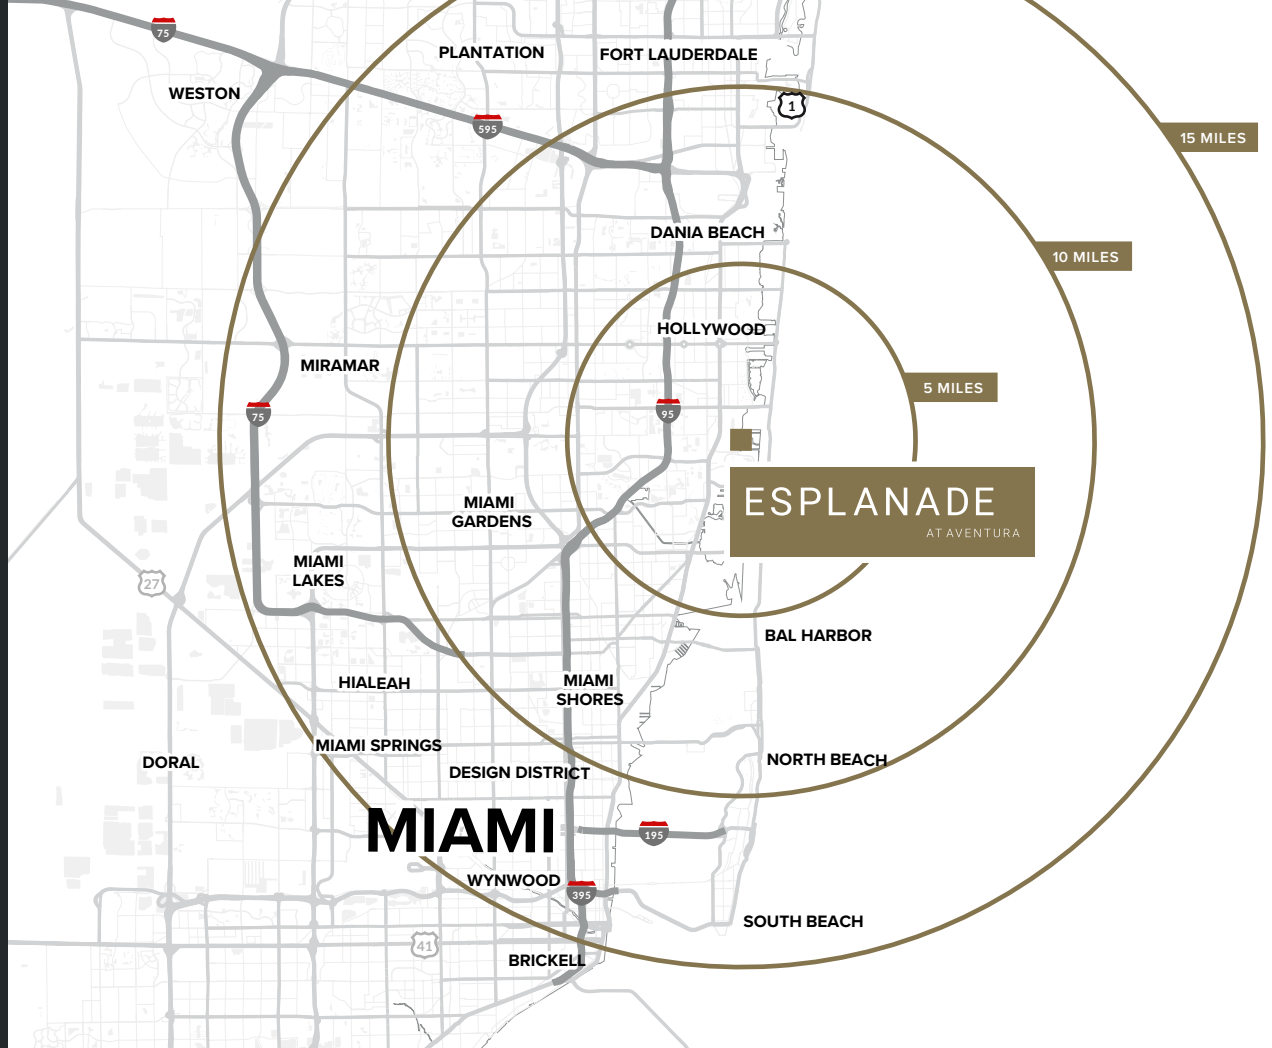 75
PLANTATION
FORT LAUDERDALE
WESTON
1
595
15 MILES
DANIA BEACH
10 MILES
HOLLYWOOD
MIRAMAR
5 MILES
75
95
ESPLANADE
AT AVENTURA
MIAMI
GARDENS
MIAMI
LAKES
27
BAL HARBOR
HIALEAH
MIAMI
SHORES
MIAMI SPRINGS
DORAL
NORTH BEACH
DESIGN DISTRICT
MIAMI
195
WYNWOOD
395
SOUTH BEACH
41
BRICKELL